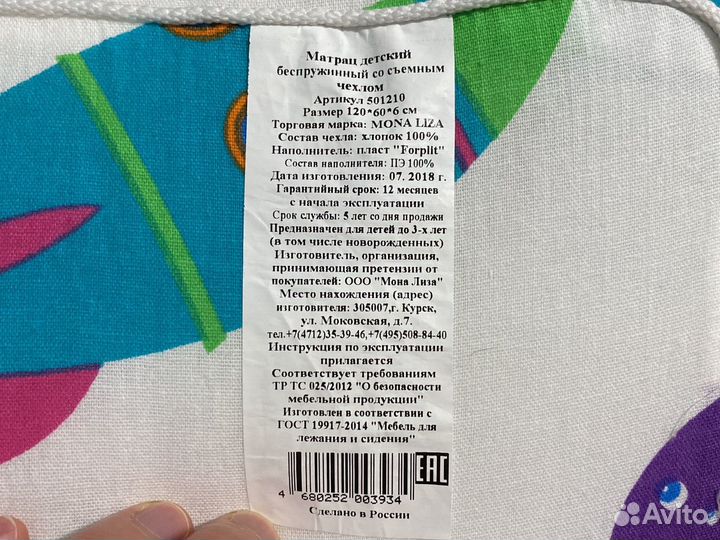 Матрац детский
беспружинный со съемным
чехлом
Артикул 501210
Размер 120*60*6 см
Торговая марка: MONA LIZA
Состав чехла: хлопок 100%
Наполнитель: пласт "Forplit"
Состав наполнителя: ПЭ 100%
Дата изготовления: 07. 2018 г.
Гарантийный срок: 12 месяцев
с начала эксплуатации
Срок службы: 5 лет со дня продажи
Предназначен для детей до 3-х лет
(в том числе новорожденных)
Изготовитель, организация,
принимающая претензии от
покупателей: ООО "Мона Лиза"
Место нахождения (адрес)
изготовителя: 305007,г. Курск,
ул. Моковская, д.7.
тел.+7(4712)35-39-46,+7(495)508-84-40
Инструкция по эксплуатации
прилагается
Соответствует требованиям
ТР ТС 025/2012 "О безопасности
мебельной продукции"
Изготовлен в соответствии с
ГОСТ 19917-2014 "Мебель для
лежания и сидения"
EAC
4 680252 003934
Сделано в России
Avito